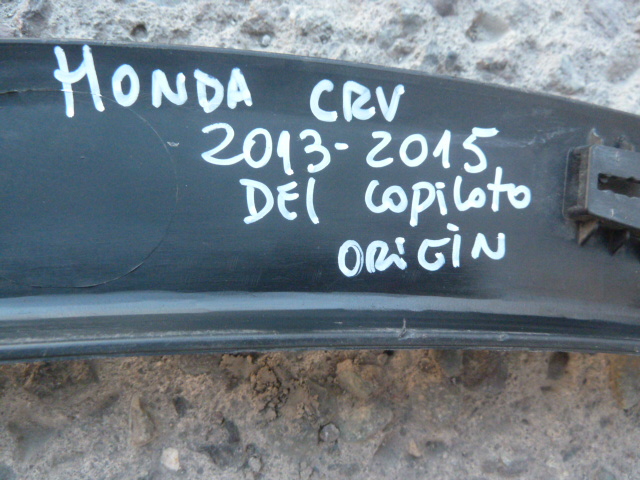 HONDA CRV
2013-2015
DEl copiloto
ORiGiN